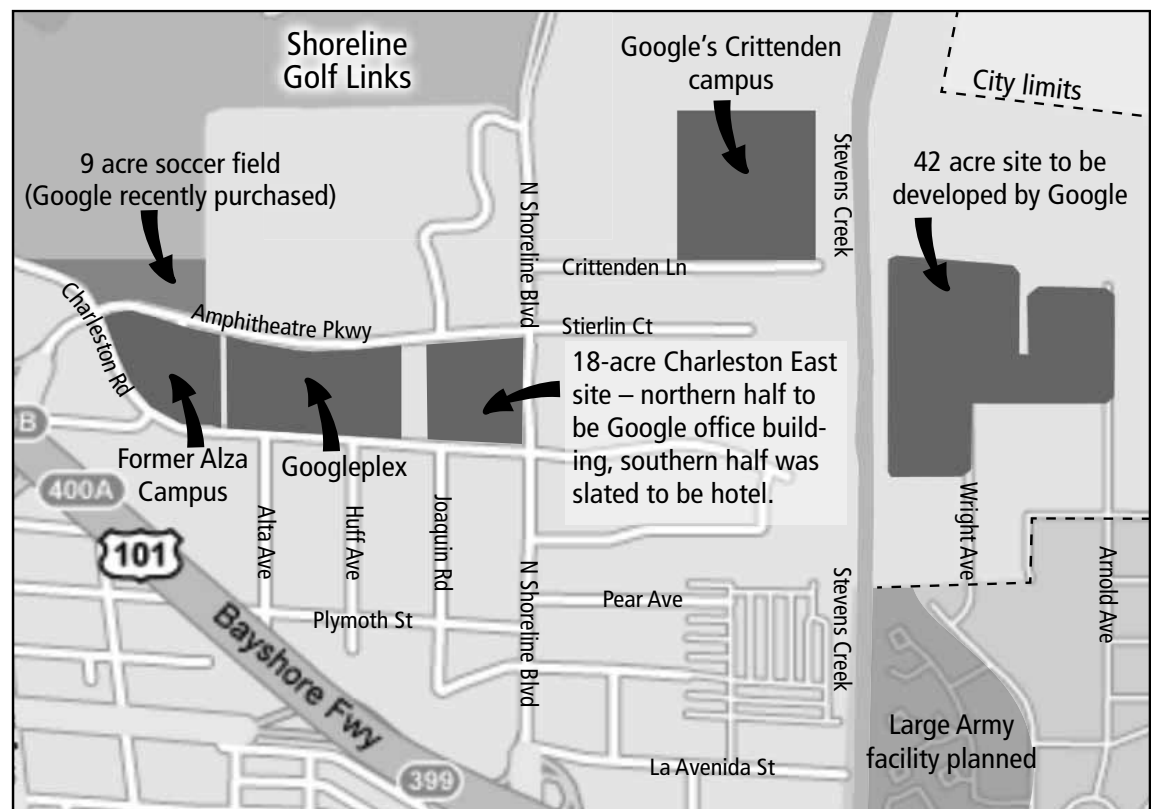 Shoreline
Golf Links
Google's Crittenden
campus
City limits
9 acre soccer field
(Google recently purchased)
42 acre site to be
developed by Google
Stevens Creek
N Shoreline Blvd
Crittenden Ln
Charleston Rd
Amphitheatre Pkwy
Stierlin Ct
18-acre Charleston East
site – northern half to
be Google office build-
ing, southern half was
slated to be hotel.
Former Alza
Campus
Googleplex
B
400A
101
Alta Ave
Huff Ave
Joaquin Rd
Wright Ave
Arnold Ave
N Shoreline Blvd
Stevens Creek
Pear Ave
Plymoth St
Bayshore Fwy
Large Army
facility planned
La Avenida St
399